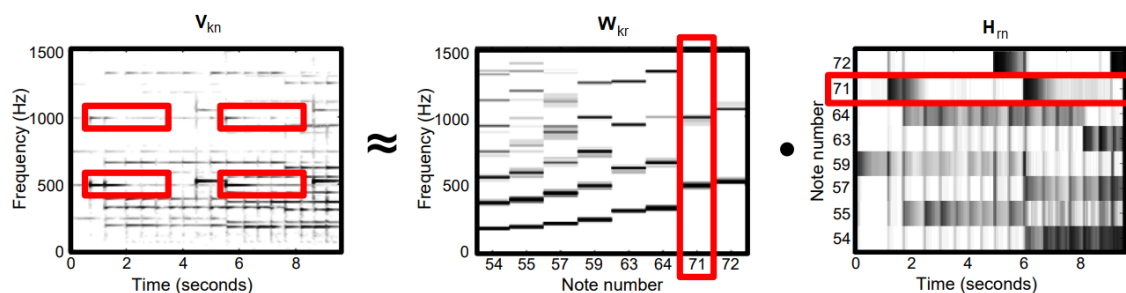 V_kn
1500
1000
500
0
Frequency (Hz)
0 2 4 6 8
Time (seconds)
≈
W_kr
1500
1000
500
0
Frequency (Hz)
54 55 57 59 63 64 71 72
Note number
•
H_rn
72
71
64
63
59
57
55
54
Note number
0 2 4 6 8
Time (seconds)